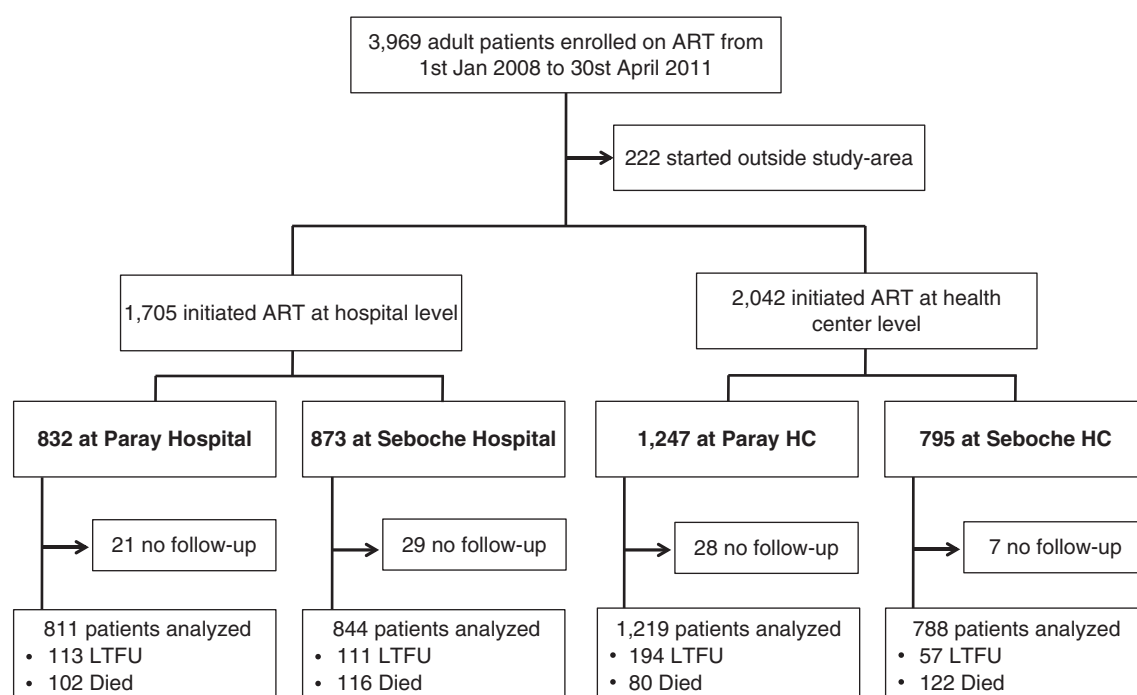 3,969 adult patients enrolled on ART from
1st Jan 2008 to 30st April 2011
222 started outside study-area
1,705 initiated ART at hospital level
2,042 initiated ART at health
center level
832 at Paray Hospital
873 at Seboche Hospital
1,247 at Paray HC
795 at Seboche HC
21 no follow-up
29 no follow-up
28 no follow-up
7 no follow-up
811 patients analyzed
• 113 LTFU
• 102 Died
844 patients analyzed
• 111 LTFU
• 116 Died
1,219 patients analyzed
• 194 LTFU
• 80 Died
788 patients analyzed
• 57 LTFU
• 122 Died